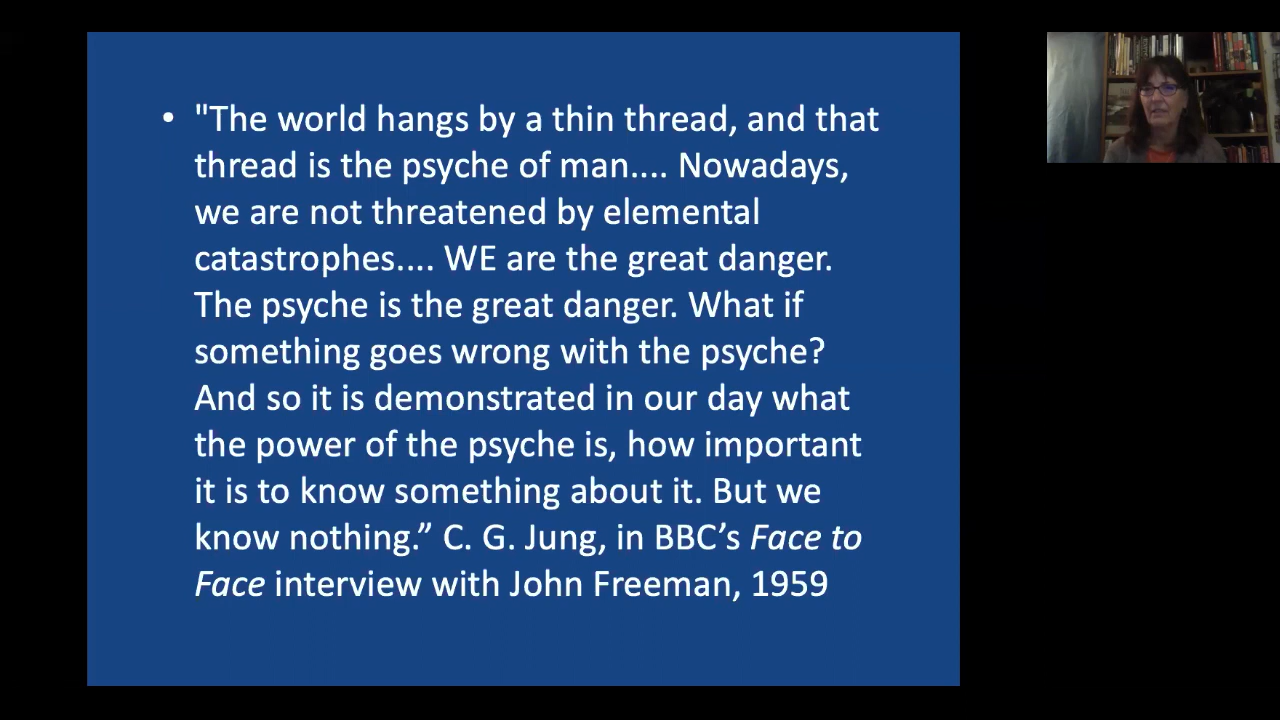 • "The world hangs by a thin thread, and that
thread is the psyche of man.... Nowadays,
we are not threatened by elemental
catastrophes.... WE are the great danger.
The psyche is the great danger. What if
something goes wrong with the psyche?
And so it is demonstrated in our day what
the power of the psyche is, how important
it is to know something about it. But we
know nothing.” C. G. Jung, in BBC’s Face to
Face interview with John Freeman, 1959